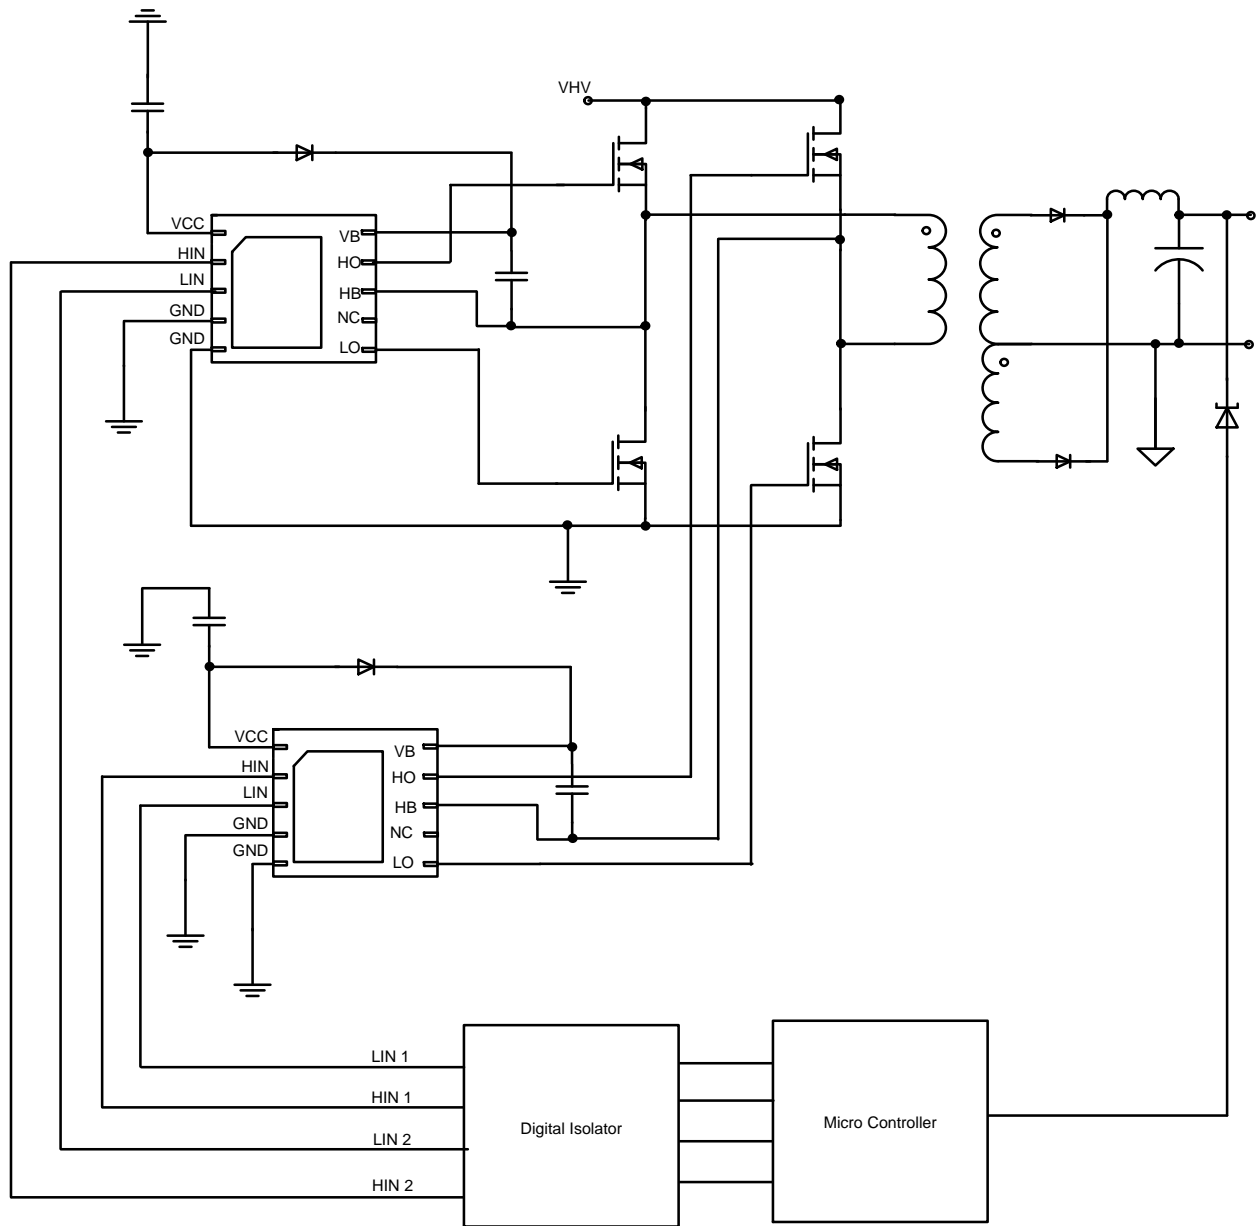 VHV
VCC
HIN
LIN
GND
GND
VB
HO
HB
NC
LO
VCC
HIN
LIN
GND
GND
VB
HO
HB
NC
LO
LIN 1
HIN 1
LIN 2
HIN 2
Digital Isolator
Micro Controller